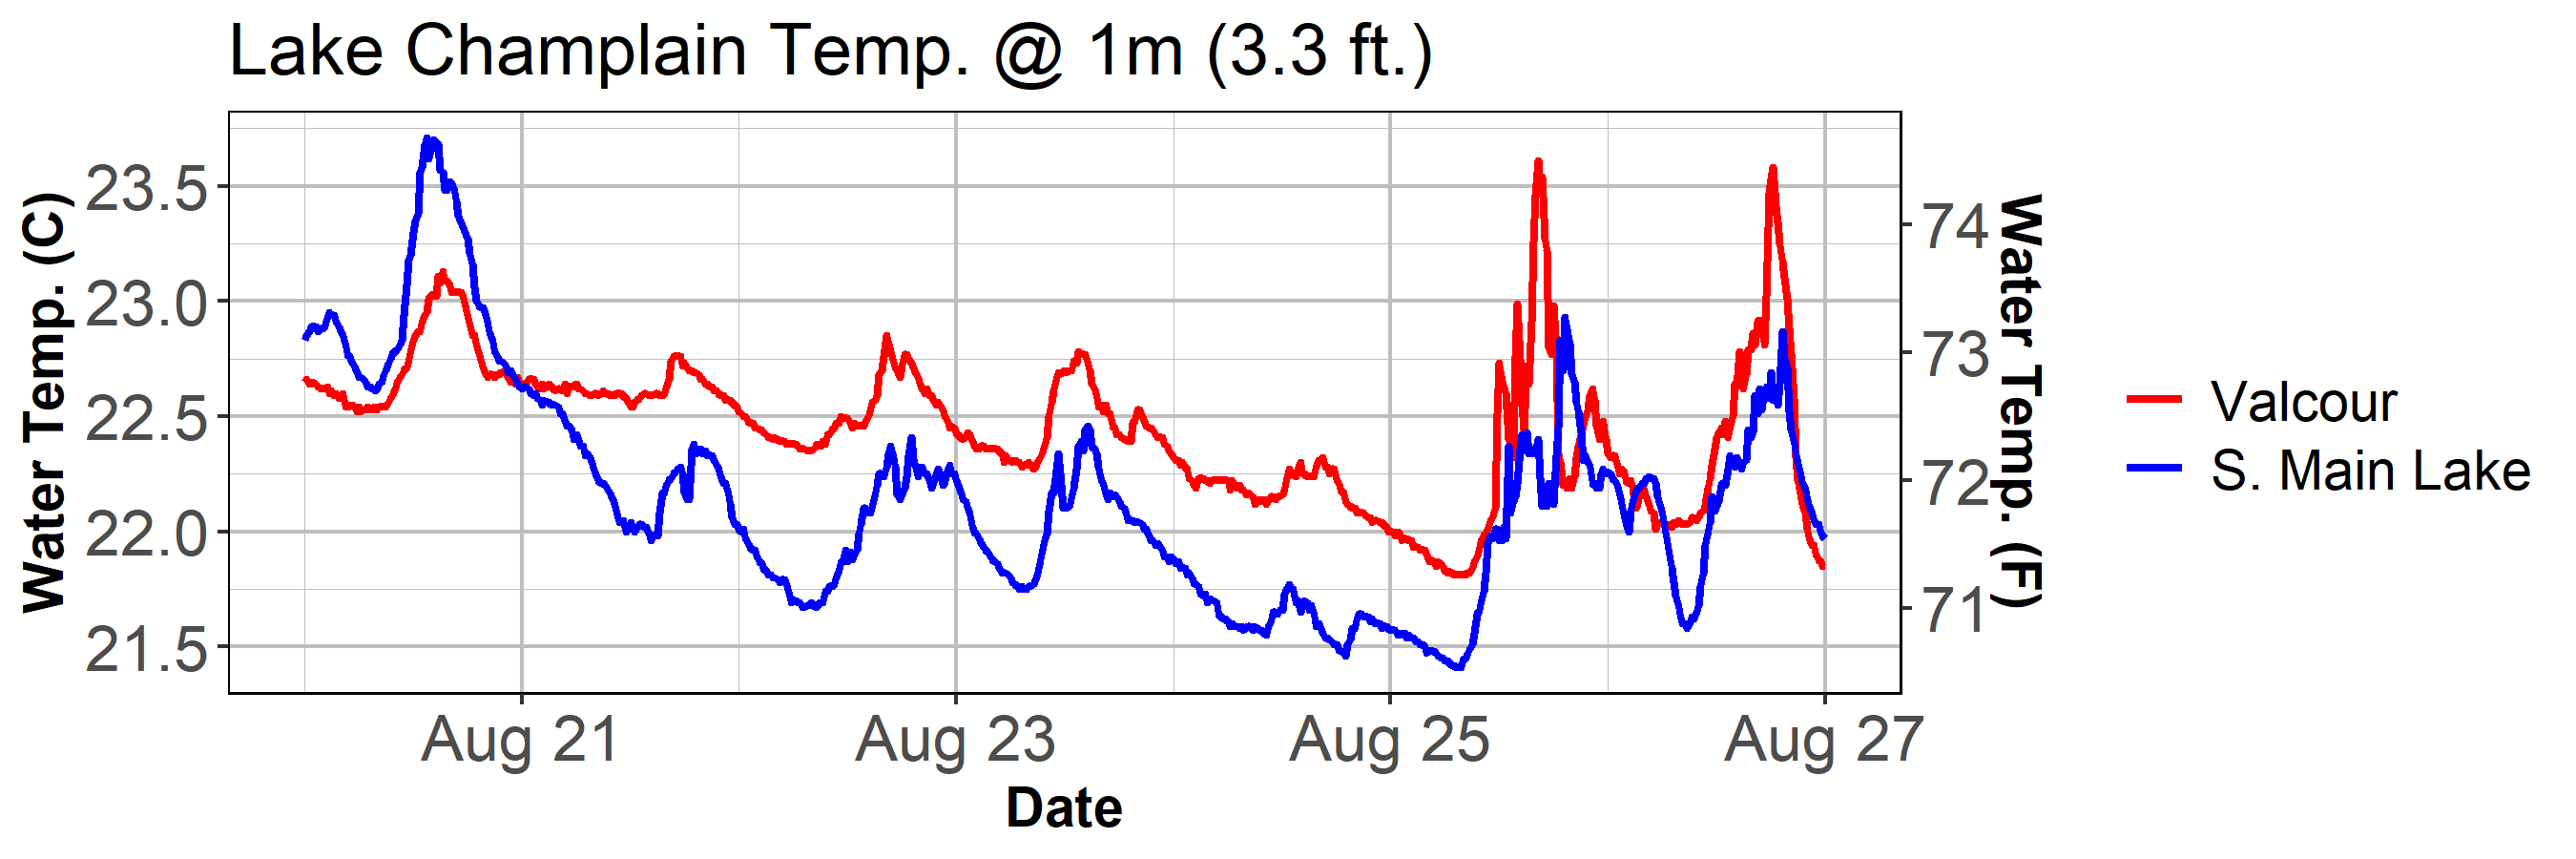 Lake Champlain Temp. @ 1m (3.3 ft.)
Water Temp. (C)
23.5
23.0
22.5
22.0
21.5
74
73
72
71
Water Temp. (F)
Aug 21
Aug 23
Aug 25
Aug 27
Date
Valcour
S. Main Lake